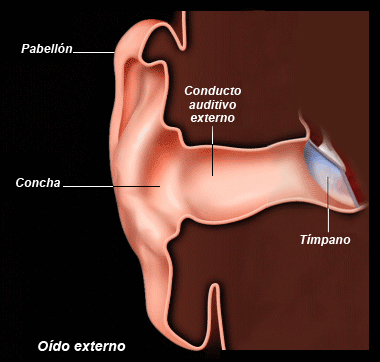 Pabellón
Conducto
auditivo
externo
Concha
Tímpano
Oído externo